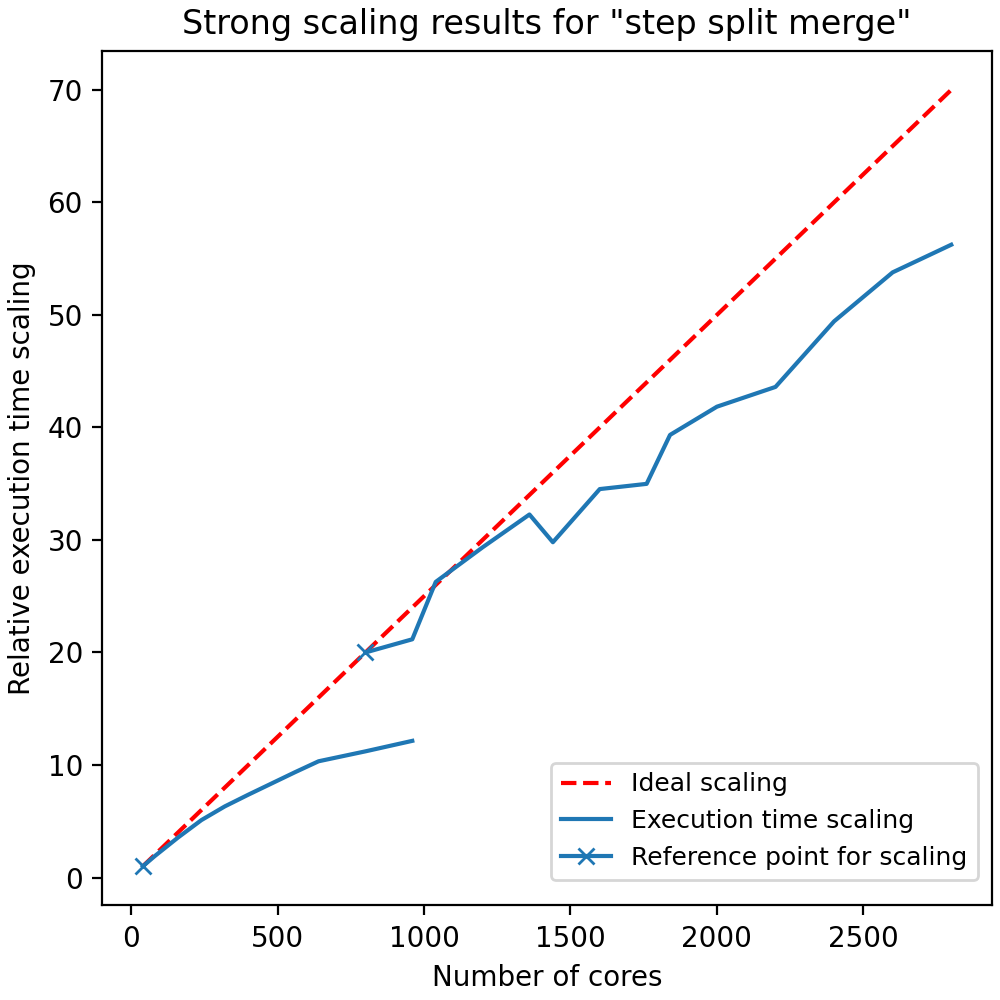 Strong scaling results for "step split merge"
Relative execution time scaling
70
60
50
40
30
20
10
0
Ideal scaling
Execution time scaling
Reference point for scaling
0 500 1000 1500 2000 2500
Number of cores